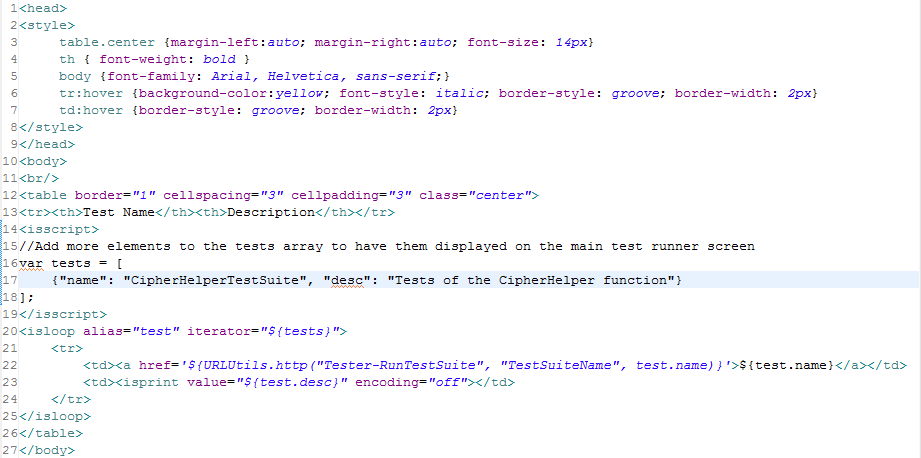 1<head>
2<style>
3     table.center {margin-left:auto; margin-right:auto; font-size: 14px}
4     th { font-weight: bold }
5     body {font-family: Arial, Helvetica, sans-serif;}
6     tr:hover {background-color:yellow; font-style: italic; border-style: groove; border-width: 2px}
7     td:hover {border-style: groove; border-width: 2px}
8</style>
9</head>
10<body>
11<br/>
12<table border="1" cellspacing="3" cellpadding="3" class="center">
13<tr><th>Test Name</th><th>Description</th></tr>
14<isscript>
15//Add more elements to the tests array to have them displayed on the main test runner screen
16var tests = [
17    {"name": "CipherHelperTestSuite", "desc": "Tests of the CipherHelper function"}
18];
19</isscript>
20<isloop alias="test" iterator="${tests}">
21    <tr>
22        <td><a href='${URLUtils.http("Tester-RunTestSuite", "TestSuiteName", test.name)}'>${test.name}</a></td>
23        <td><isprint value="${test.desc}" encoding="off"></td>
24    </tr>
25</isloop>
26</table>
27</body>